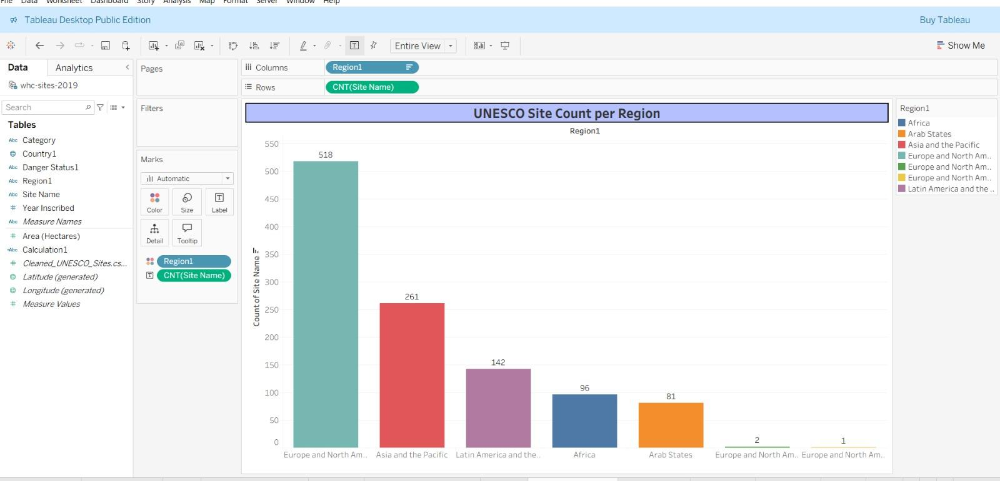 File Data Worksheet Dashboard Story Analysis Map Format Server Window Help
Tableau Desktop Public Edition
Buy Tableau
Entire View
Show Me
Data
Analytics
whc-sites-2019
Search
Tables
Abc Category
Country1
Abc Danger Status1
Abc Region1
Abc Site Name
# Year Inscribed
Abc Measure Names
# Area (Hectares)
=Abc Calculation1
# Cleaned_UNESCO_Sites.cs...
Latitude (generated)
Longitude (generated)
# Measure Values
Pages
Filters
Marks
Automatic
Color
Size
T
Label
Detail
Tooltip
Region1
T CNT(Site Name)
iii Columns
Region1
Rows
CNT(Site Name)
UNESCO Site Count per Region
Region1
Count of Site Name
550
500
450
400
350
300
250
200
150
100
50
0
518
261
142
96
81
2
1
Europe and North Am..
Asia and the Pacific
Latin America and the..
Africa
Arab States
Europe and North Am..
Europe and North Am..
Region1
Africa
Arab States
Asia and the Pacific
Europe and North Am..
Europe and North Am..
Europe and North Am..
Latin America and the ..